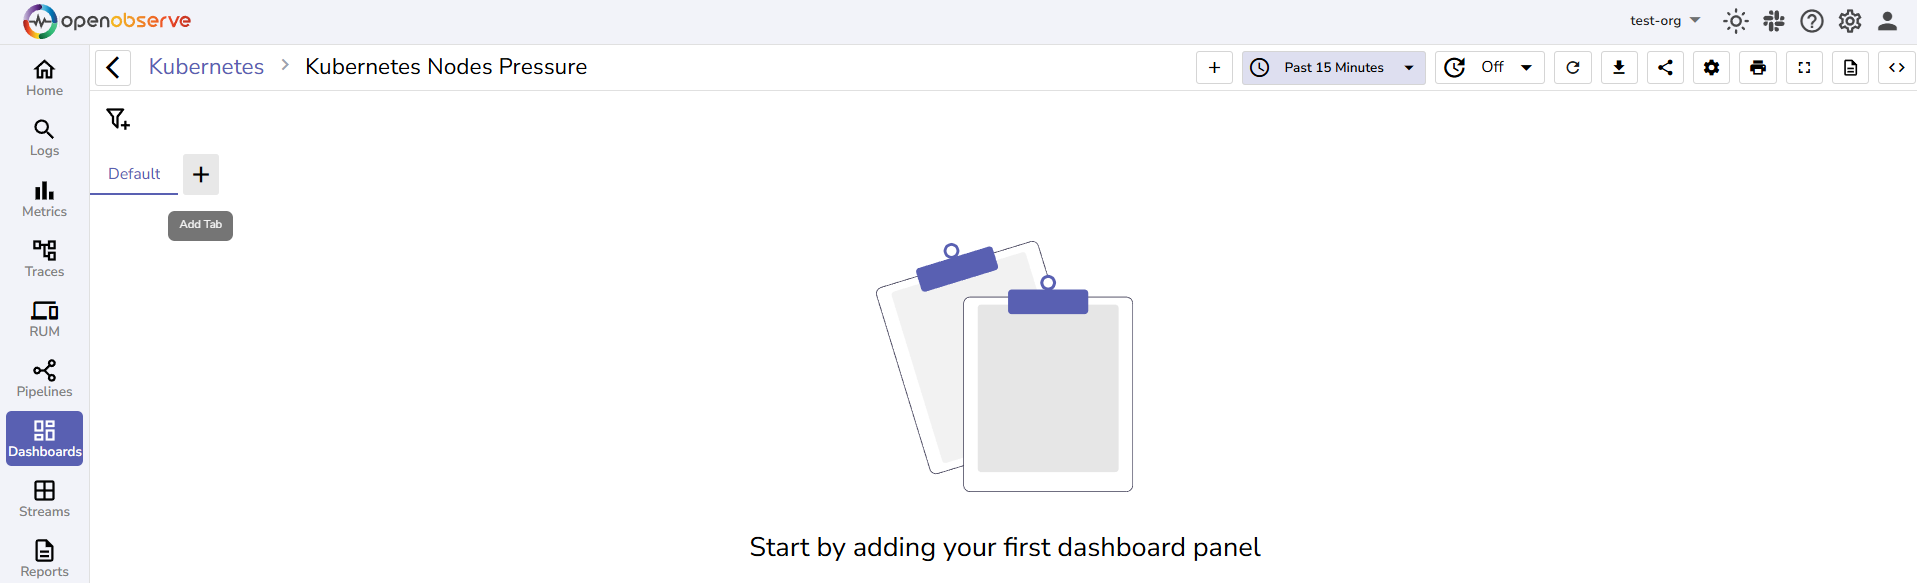 openobserve
test-org
Kubernetes > Kubernetes Nodes Pressure
Past 15 Minutes
Off
Home
Logs
Metrics
Traces
RUM
Pipelines
Dashboards
Streams
Reports
Default
Add Tab
Start by adding your first dashboard panel